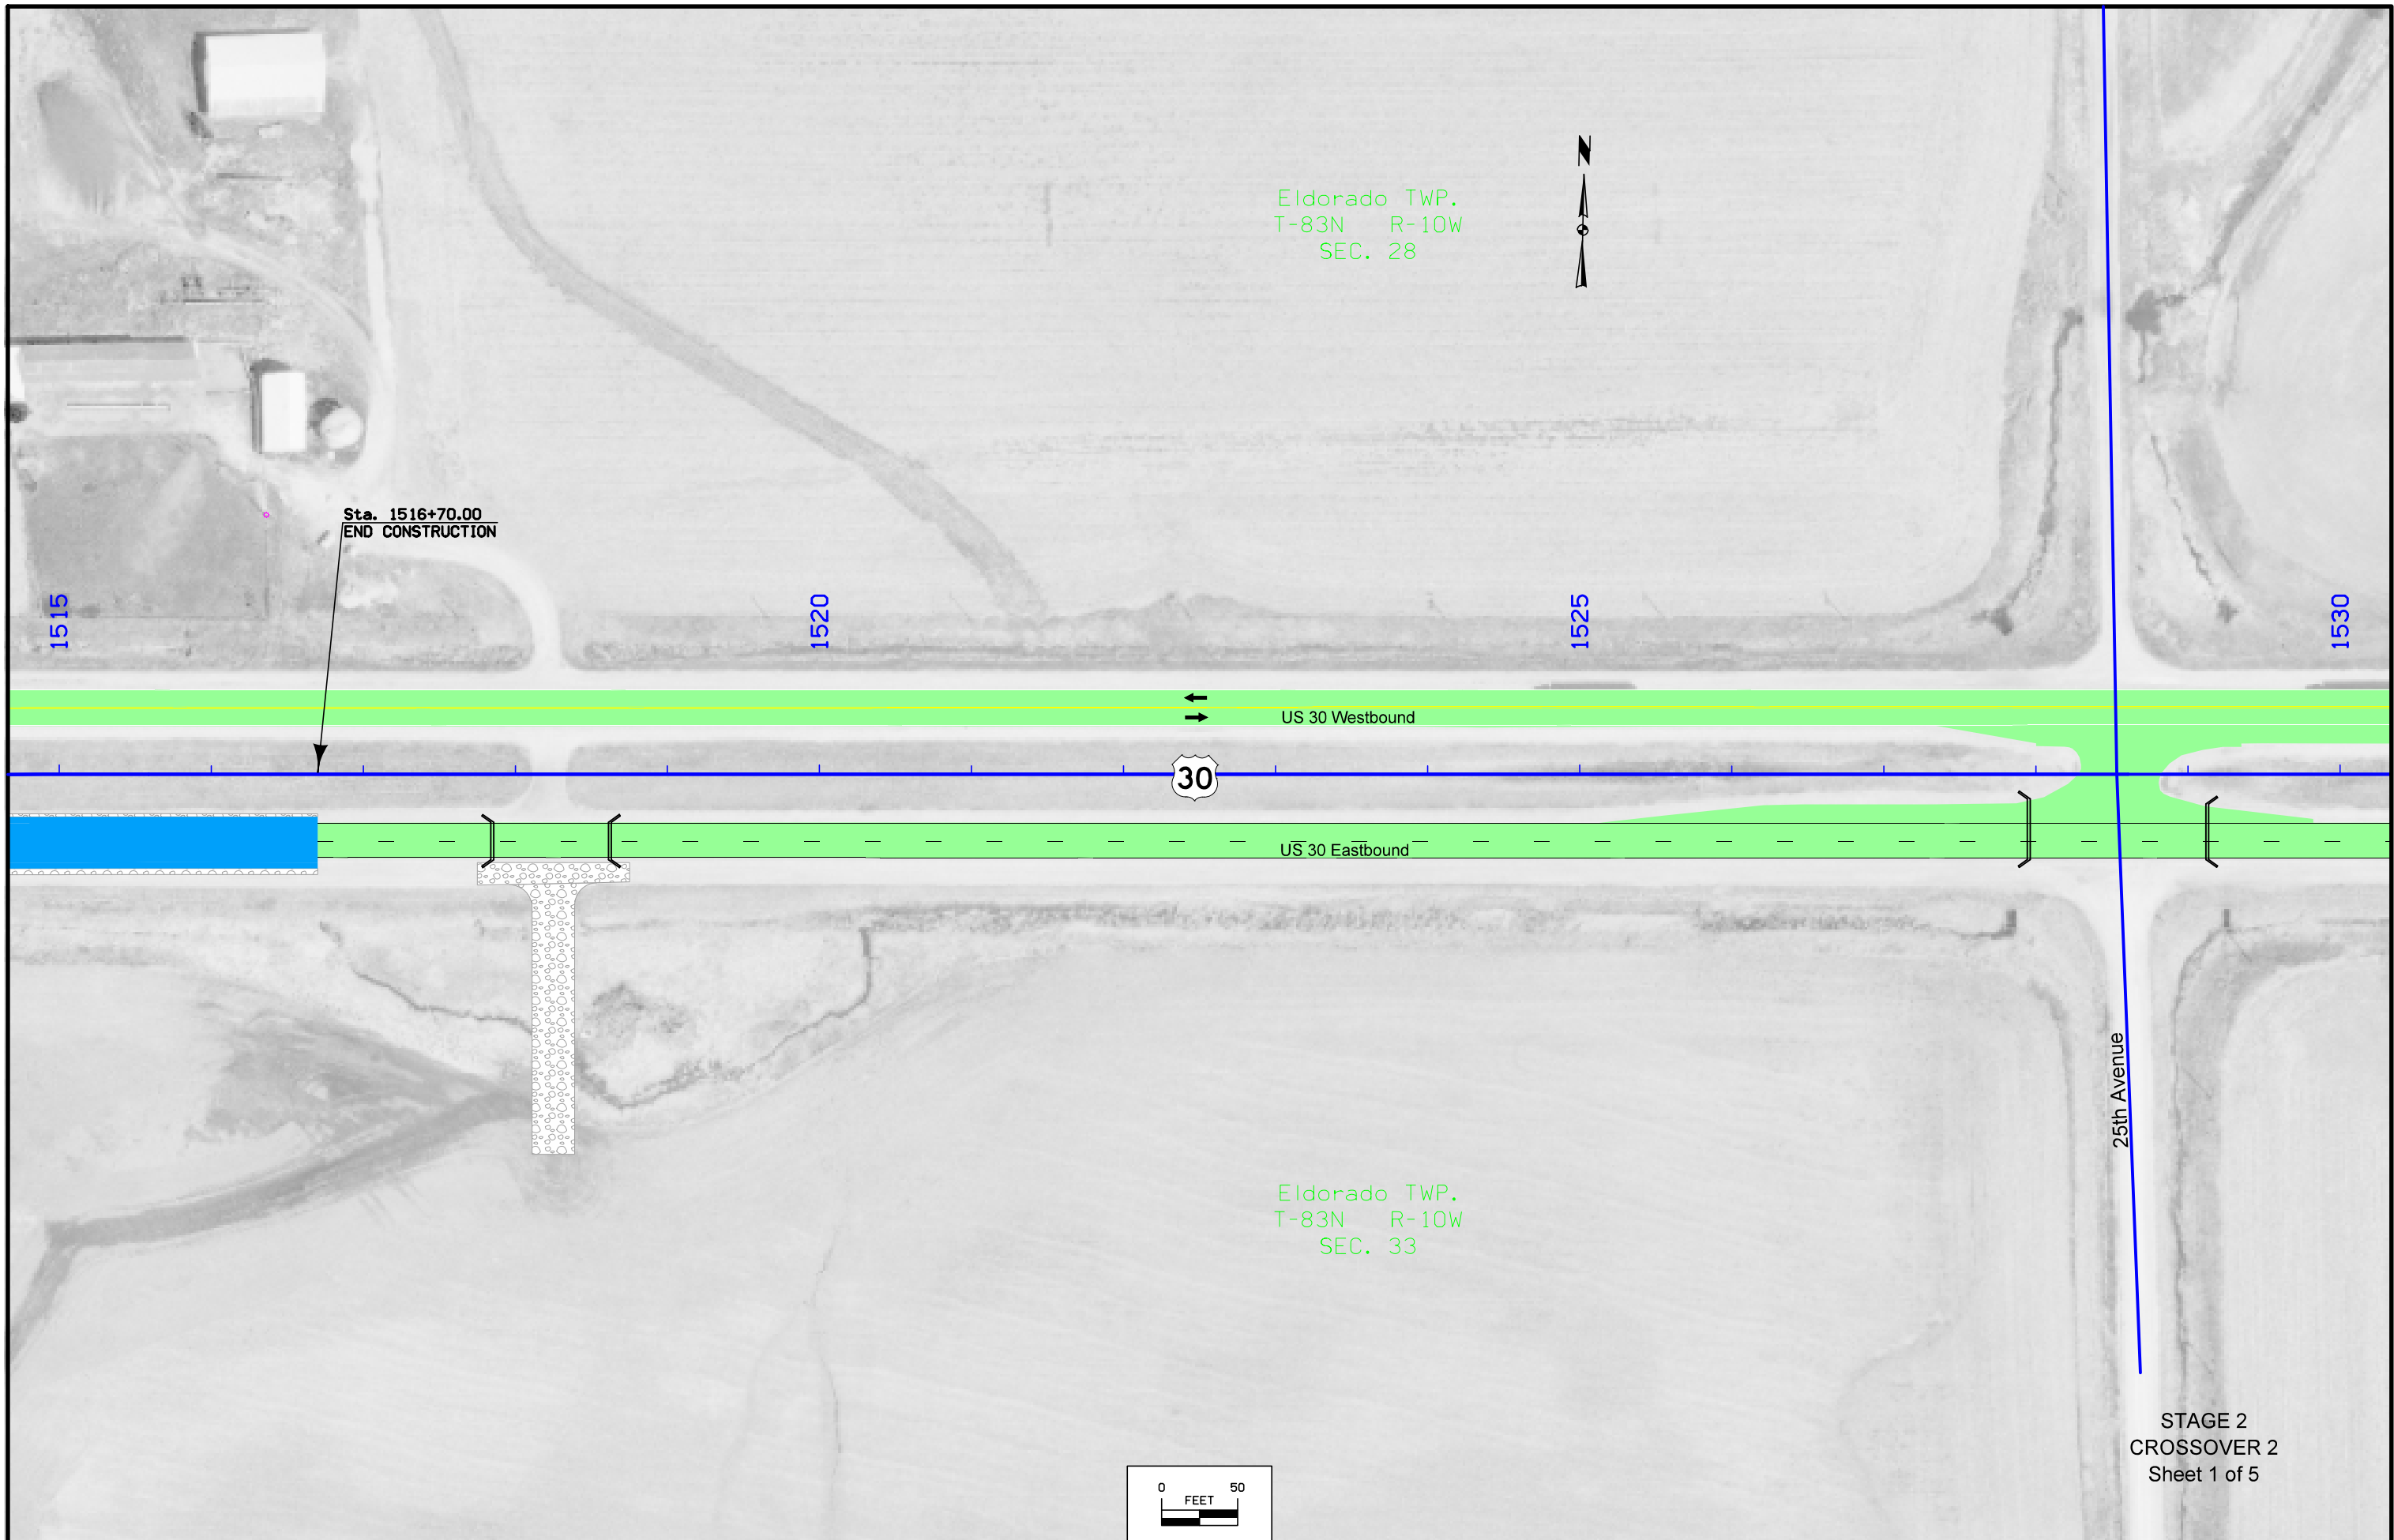 N
Eldorado TWP.
T-83N R-10W
SEC. 28
Sta. 1516+70.00
END CONSTRUCTION
1515
1520
1525
1530
US 30 Westbound
30
US 30 Eastbound
25th Avenue
Eldorado TWP.
T-83N R-10W
SEC. 33
STAGE 2
CROSSOVER 2
Sheet 1 of 5
0 50
FEET